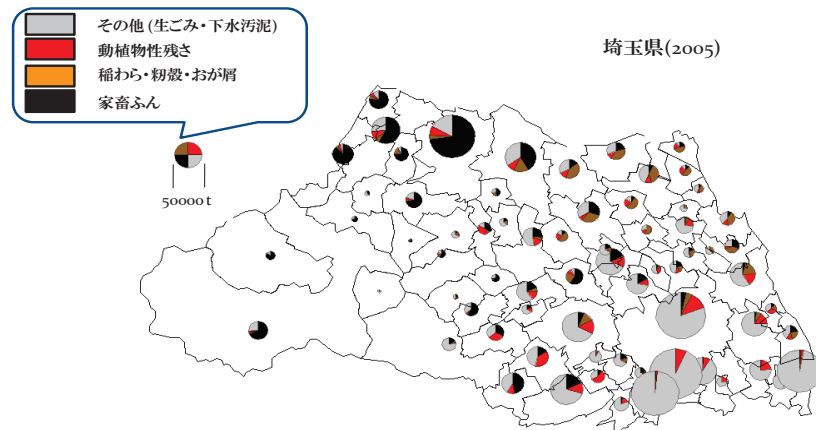 その他(生ごみ・下水汚泥)
動植物性残さ
稲わら・籾殻・おが屑
家畜ふん
埼玉県(2005)
50000 t